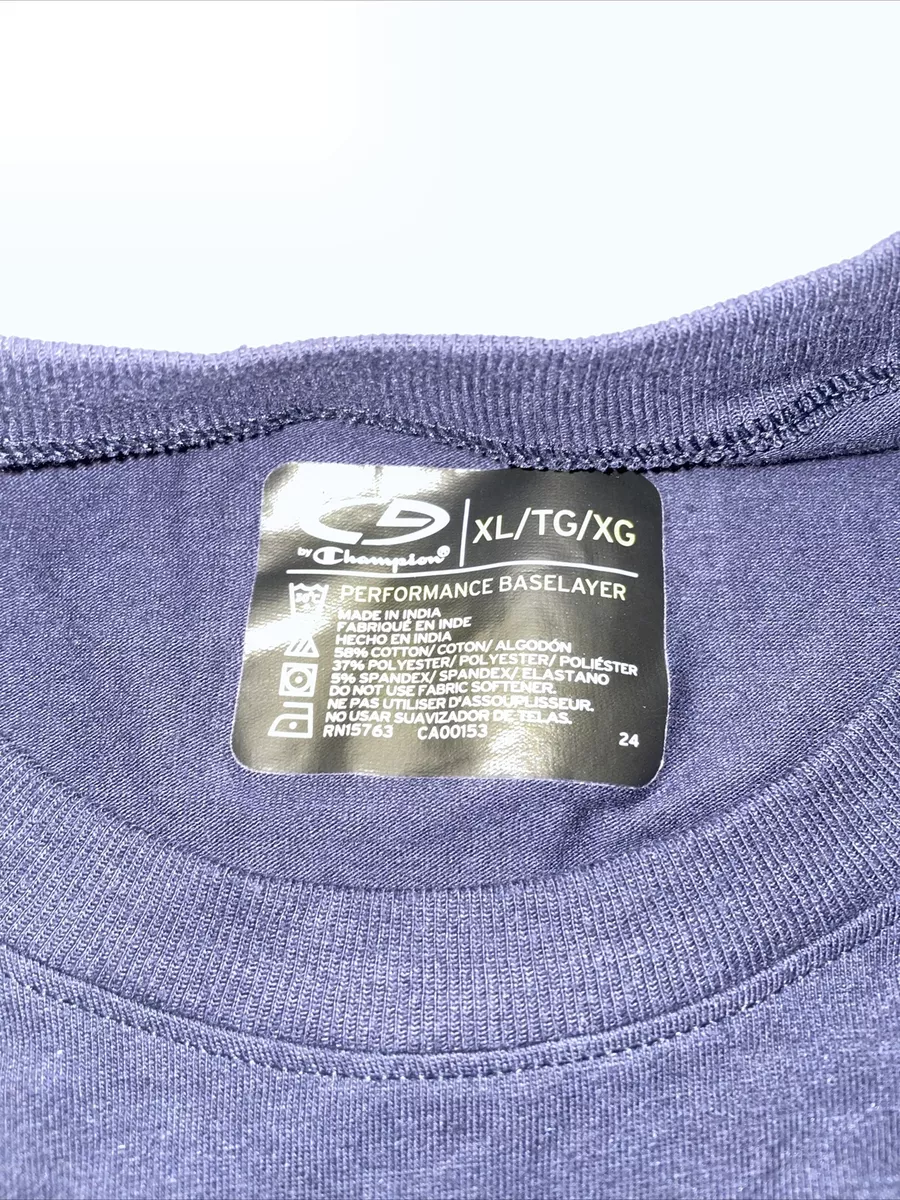 C9 | XL/TG/XG
by Champion®
PERFORMANCE BASELAYER
MADE IN INDIA
FABRIQUÉ EN INDE
HECHO EN INDIA
58% COTTON/ COTON/ ALGODÓN
37% POLYESTER/ POLYESTER/ POLIÉSTER
5% SPANDEX/ SPANDEX/ ELASTANO
DO NOT USE FABRIC SOFTENER.
NE PAS UTILISER D'ASSOUPLISSEUR.
NO USAR SUAVIZADOR DE TELAS.
RN15763 CA00153
24